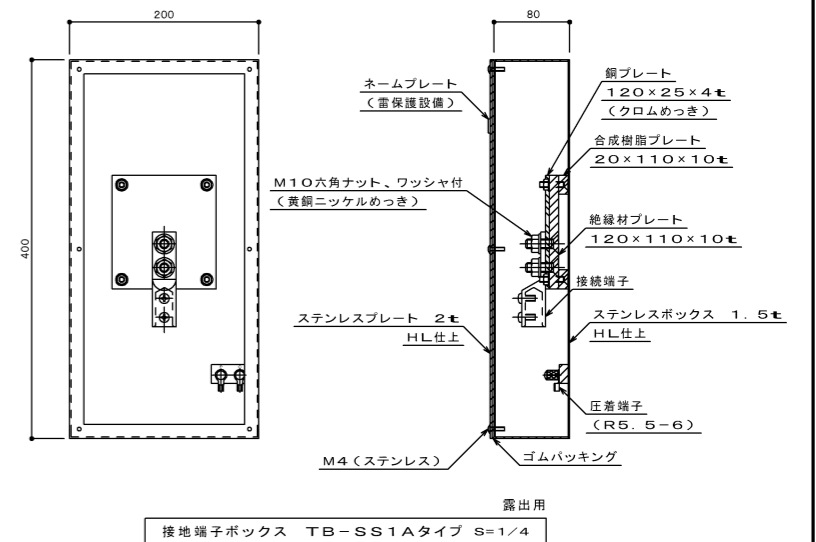 200
80
400
ネームプレート
（雷保護設備）
銅プレート
120×25×4t
（クロムめっき）
合成樹脂プレート
20×110×10t
M10六角ナット、ワッシャ付
（黄銅ニッケルめっき）
絶縁材プレート
120×110×10t
接続端子
ステンレスプレート 2t
HL仕上
ステンレスボックス 1.5t
HL仕上
圧着端子
（R5.5-6）
M4（ステンレス）
ゴムパッキング
露出用
接地端子ボックス TB-SS1Aタイプ S=1/4